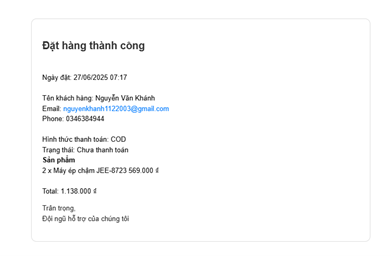 Đặt hàng thành công
Ngày đặt: 27/06/2025 07:17
Tên khách hàng: Nguyễn Văn Khánh
Email: nguyenkhanh1122003@gmail.com
Phone: 0346384944
Hình thức thanh toán: COD
Trạng thái: Chưa thanh toán
Sản phẩm
2 x Máy ép chậm JEE-8723 569.000 ₫
Total: 1.138.000 ₫
Trân trọng,
Đội ngũ hỗ trợ của chúng tôi